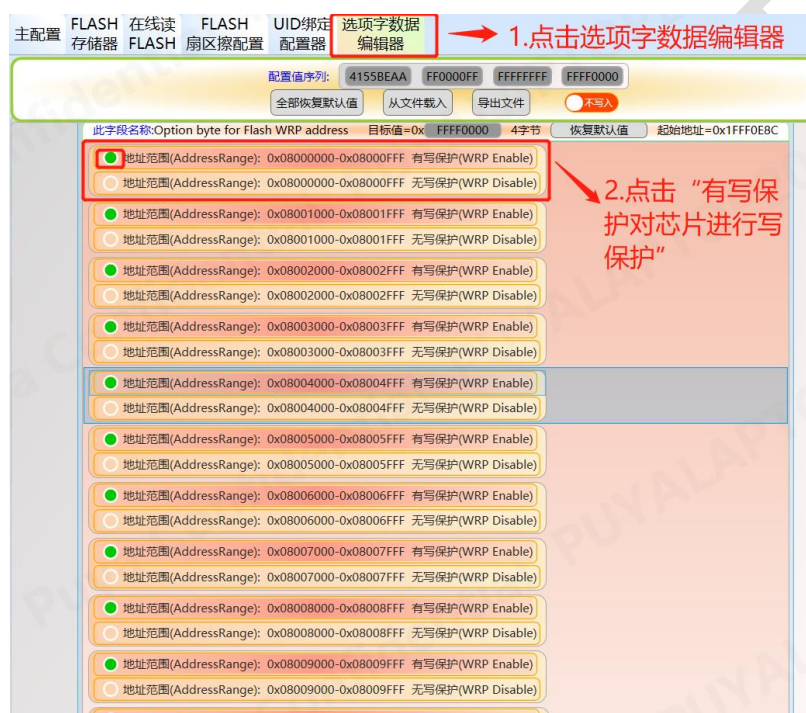 主配置 FLASH存储器 在线读FLASH FLASH扇区擦配置 UID绑定配置器 选项字数据编辑器 1.点击选项字数据编辑器
配置值序列: 4155BEAA FF0000FF FFFFFFFF FFFF0000
全部恢复默认值 从文件载入 导出文件 不写入
此字段名称:Option byte for Flash WRP address 目标值=0x FFFF0000 4字节 恢复默认值 起始地址=0x1FFF0E8C
地址范围(AddressRange): 0x08000000-0x08000FFF 有写保护(WRP Enable)
地址范围(AddressRange): 0x08000000-0x08000FFF 无写保护(WRP Disable)
2.点击“有写保
护对芯片进行写
保护”
地址范围(AddressRange): 0x08001000-0x08001FFF 有写保护(WRP Enable)
地址范围(AddressRange): 0x08001000-0x08001FFF 无写保护(WRP Disable)
地址范围(AddressRange): 0x08002000-0x08002FFF 有写保护(WRP Enable)
地址范围(AddressRange): 0x08002000-0x08002FFF 无写保护(WRP Disable)
地址范围(AddressRange): 0x08003000-0x08003FFF 有写保护(WRP Enable)
地址范围(AddressRange): 0x08003000-0x08003FFF 无写保护(WRP Disable)
地址范围(AddressRange): 0x08004000-0x08004FFF 有写保护(WRP Enable)
地址范围(AddressRange): 0x08004000-0x08004FFF 无写保护(WRP Disable)
地址范围(AddressRange): 0x08005000-0x08005FFF 有写保护(WRP Enable)
地址范围(AddressRange): 0x08005000-0x08005FFF 无写保护(WRP Disable)
地址范围(AddressRange): 0x08006000-0x08006FFF 有写保护(WRP Enable)
地址范围(AddressRange): 0x08006000-0x08006FFF 无写保护(WRP Disable)
地址范围(AddressRange): 0x08007000-0x08007FFF 有写保护(WRP Enable)
地址范围(AddressRange): 0x08007000-0x08007FFF 无写保护(WRP Disable)
地址范围(AddressRange): 0x08008000-0x08008FFF 有写保护(WRP Enable)
地址范围(AddressRange): 0x08008000-0x08008FFF 无写保护(WRP Disable)
地址范围(AddressRange): 0x08009000-0x08009FFF 有写保护(WRP Enable)
地址范围(AddressRange): 0x08009000-0x08009FFF 无写保护(WRP Disable)